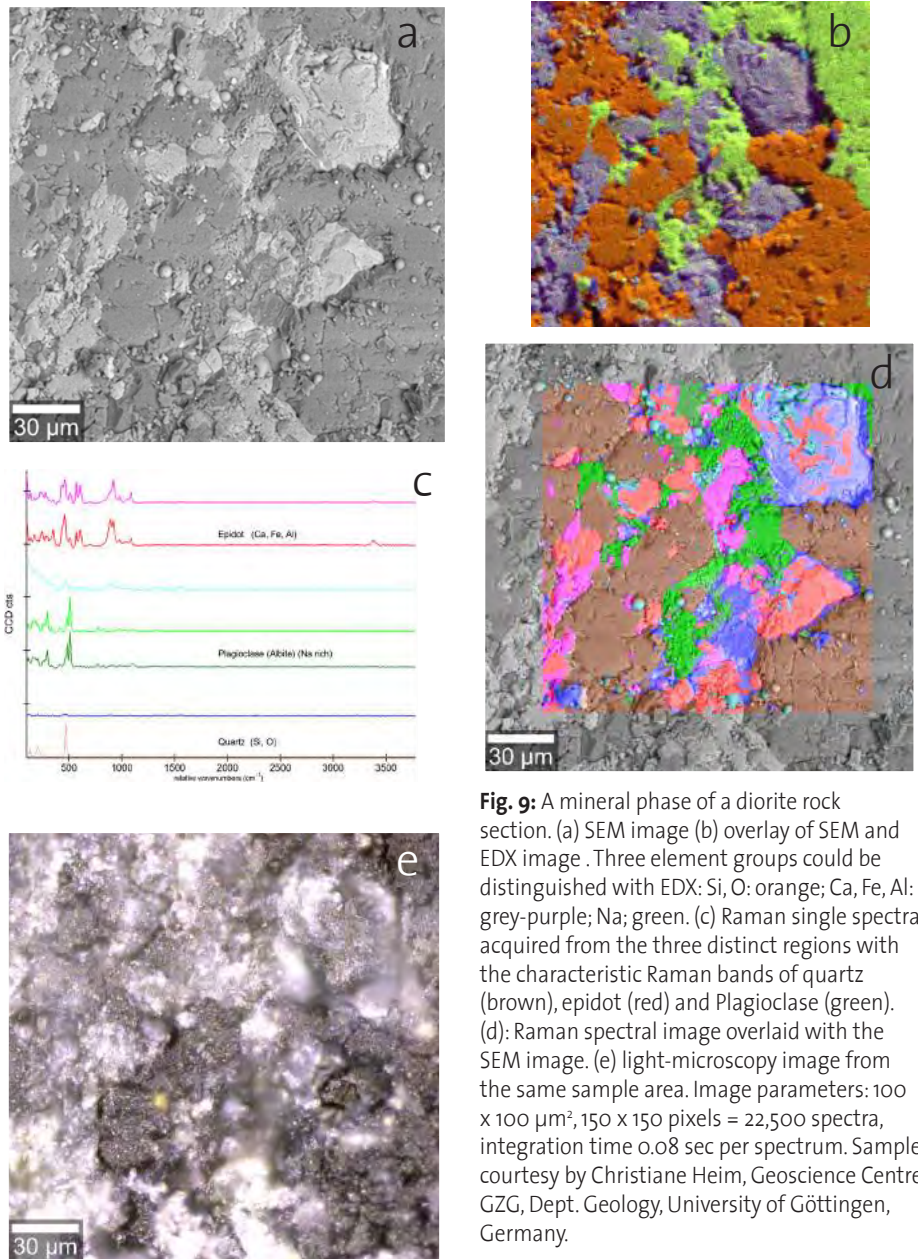 a
b
30 µm
c
Epidot (Ca, Fe, Al)
CCD cts
Plagioclase (Albite) (Na rich)
Quartz (Si, O)
500
1000
1500
2000
2500
3000
3500
relative wavenumbers (cm⁻¹)
d
30 µm
Fig. 9: A mineral phase of a diorite rock
section. (a) SEM image (b) overlay of SEM and
EDX image . Three element groups could be
distinguished with EDX: Si, O: orange; Ca, Fe, Al:
grey-purple; Na; green. (c) Raman single spectra
acquired from the three distinct regions with
the characteristic Raman bands of quartz
(brown), epidot (red) and Plagioclase (green).
(d): Raman spectral image overlaid with the
SEM image. (e) light-microscopy image from
the same sample area. Image parameters: 100
x 100 µm², 150 x 150 pixels = 22,500 spectra,
integration time 0.08 sec per spectrum. Sample
courtesy by Christiane Heim, Geoscience Centre
GZG, Dept. Geology, University of Göttingen,
Germany.
e
30 µm